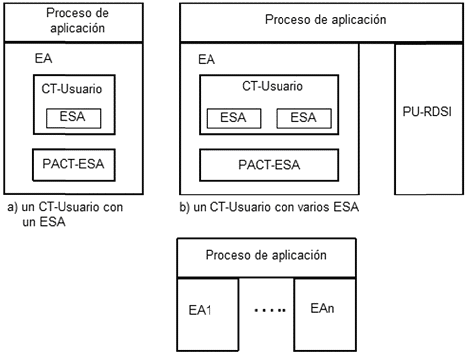 Proceso de
aplicación
EA
CT-Usuario
ESA
PACT-ESA
a) un CT-Usuario con
un ESA
Proceso de aplicación
EA
CT-Usuario
ESA ESA
PACT-ESA
PU-RDSI
b) un CT-Usuario con varios ESA
Proceso de aplicación
EA1 ..... EAn